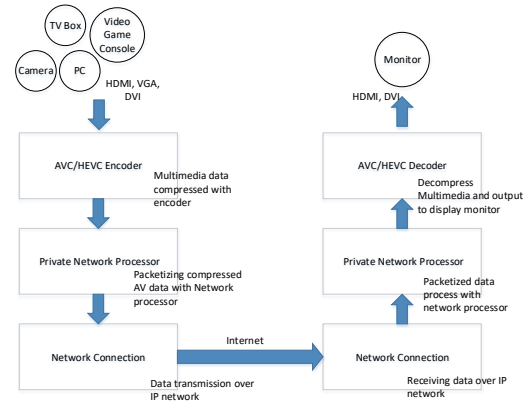 TV Box
Video
Game
Console
Camera
PC
HDMI, VGA,
DVI
AVC/HEVC Encoder
Multimedia data
compressed with
encoder
Private Network Processor
Packetizing compressed
AV data with Network
processor
Network Connection
Data transmission over
IP network
Internet
Monitor
HDMI, DVI
AVC/HEVC Decoder
Decompress
Multimedia and output
to display monitor
Private Network Processor
Packetized data
process with
network processor
Network Connection
Receiving data over IP
network